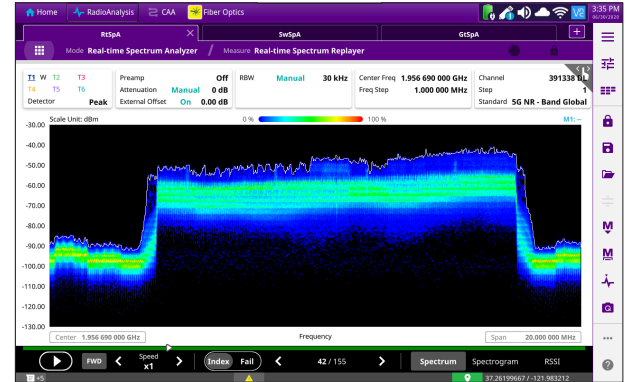 Home RadioAnalysis CAA Fiber Optics VE 3:35 PM
06/30/2020
RtSpA SwSpA GtSpA
Mode Real-time Spectrum Analyzer / Measure Real-time Spectrum Replayer
T1 W T2 T3 Preamp Off RBW Manual 30 kHz Center Freq 1.956 690 000 GHz Channel 391338 DL
T4 T5 T6 Attenuation Manual 0 dB Freq Step 1.000 000 MHz Step 1
Detector Peak External Offset On 0.00 dB Standard 5G NR - Band Global
Scale Unit: dBm 0 % 100 % M1: --
-30.00
-40.00
-50.00
-60.00
-70.00
-80.00
-90.00
-100.00
-110.00
-120.00
-130.00
Center 1.956 690 000 GHz Frequency Span 20.000 000 MHz
FWD Speed x1 Index Fail 42 / 155 Spectrum Spectrogram RSSI
+5 37.26199667 / -121.983212